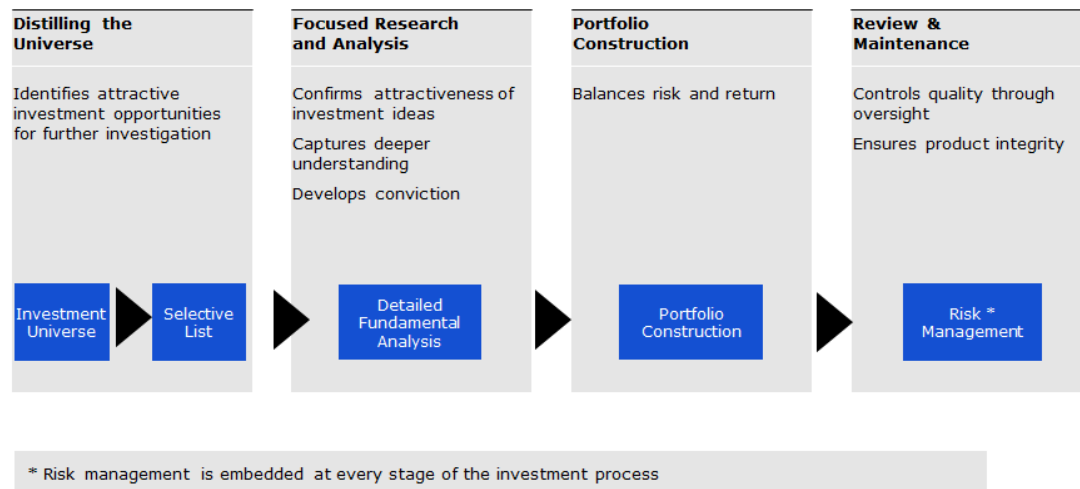 Distilling the
Universe
Identifies attractive
investment opportunities
for further investigation
Investment
Universe
Selective
List
Focused Research
and Analysis
Confirms attractiveness of
investment ideas
Captures deeper
understanding
Develops conviction
Detailed
Fundamental
Analysis
Portfolio
Construction
Balances risk and return
Portfolio
Construction
Review &
Maintenance
Controls quality through
oversight
Ensures product integrity
Risk *
Management
* Risk management is embedded at every stage of the investment process